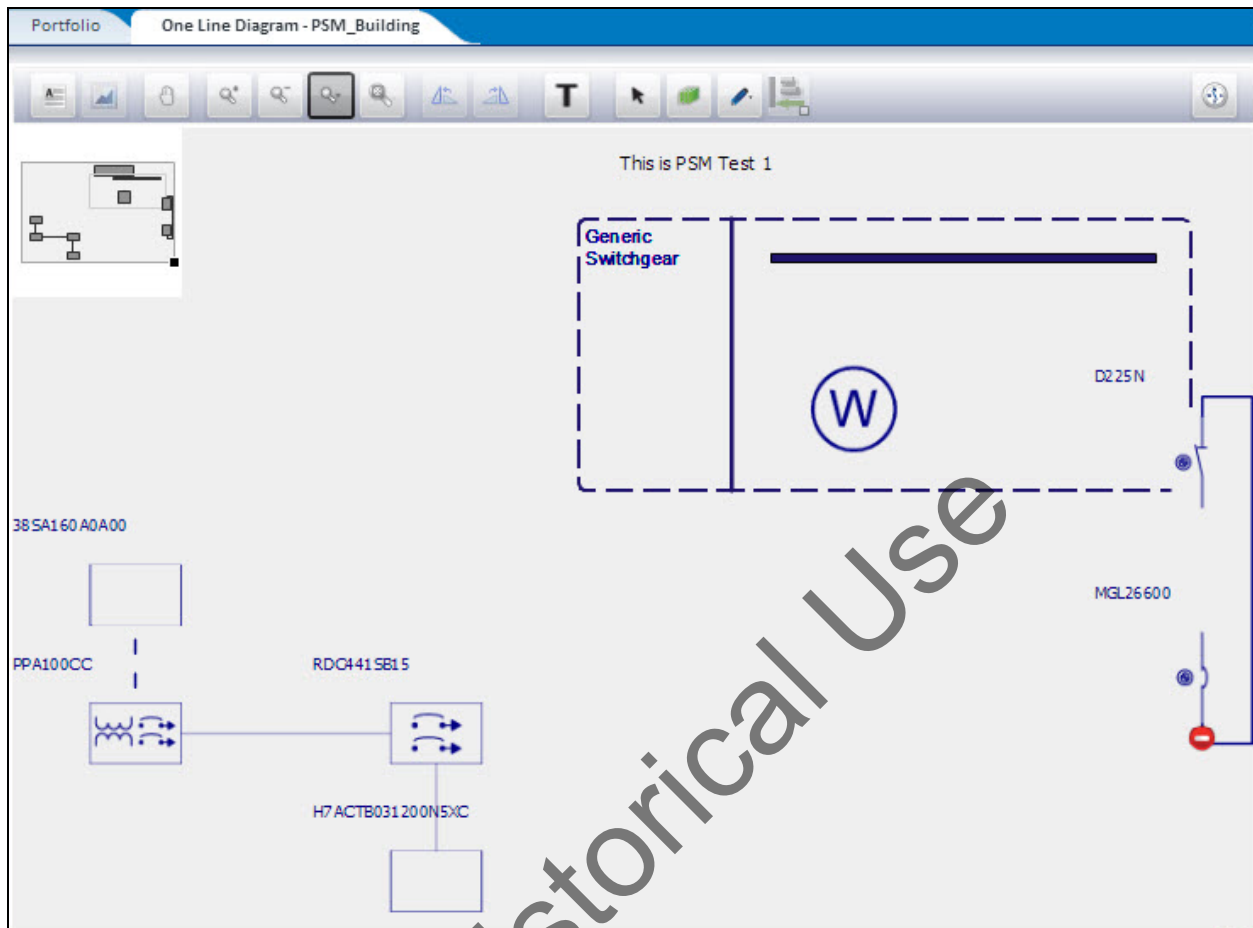 Portfolio
One Line Diagram - PSM_Building
A
T
This is PSM Test 1
Generic
Switchgear
W
D225N
38SA160A0A00
MGL26600
PPA100CC
RDC441SB15
H7ACTB031200N5XC
istorical Use